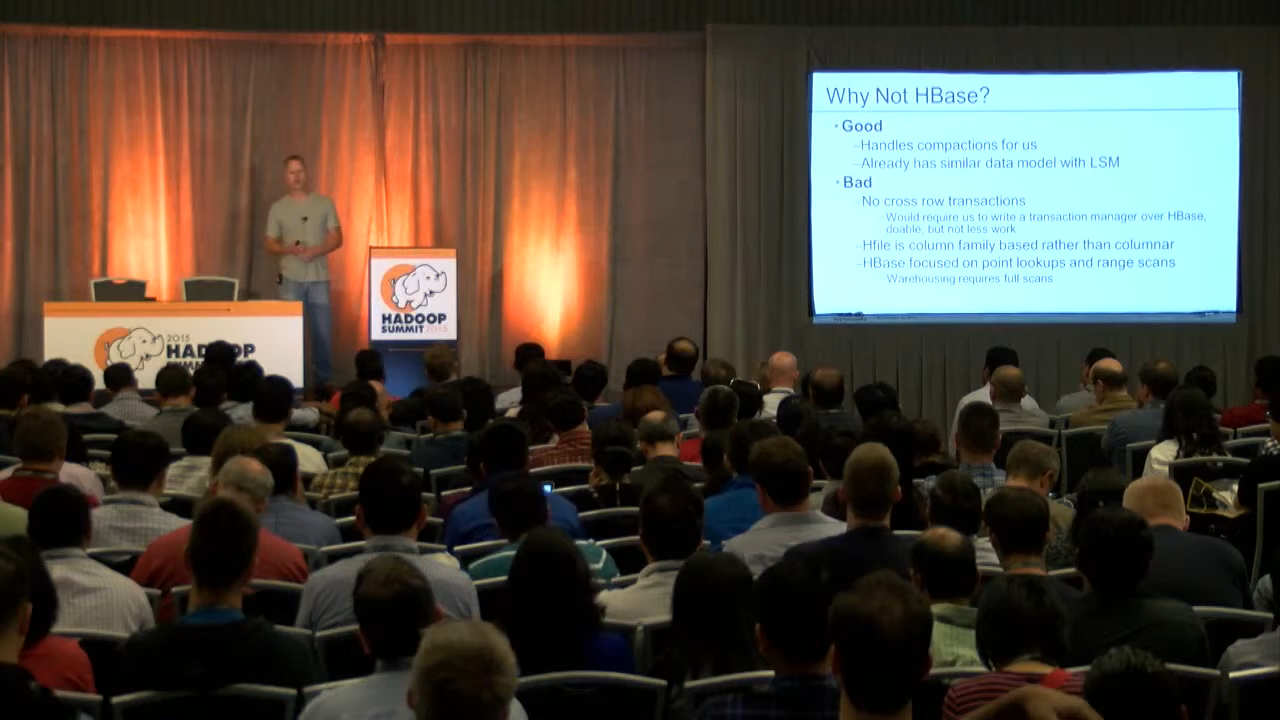 Why Not HBase?
• Good
–Handles compactions for us
–Already has similar data model with LSM
• Bad
–No cross row transactions
Would require us to write a transaction manager over HBase,
doable, but not less work
–Hfile is column family based rather than columnar
–HBase focused on point lookups and range scans
Warehousing requires full scans
HADOOP
SUMMIT 2015
2015
HADOOP
SUMMIT